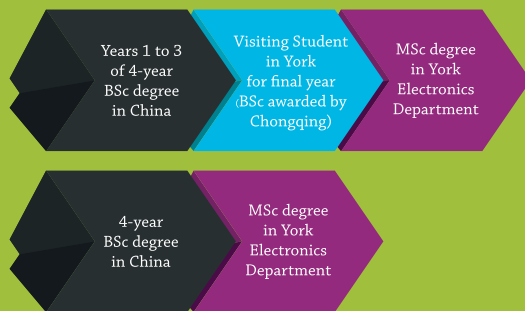 Years 1 to 3
of 4-year
BSc degree
in China
Visiting Student
in York
for final year
(BSc awarded by
Chongqing)
MSc degree
in York
Electronics
Department
4-year
BSc degree
in China
MSc degree
in York
Electronics
Department